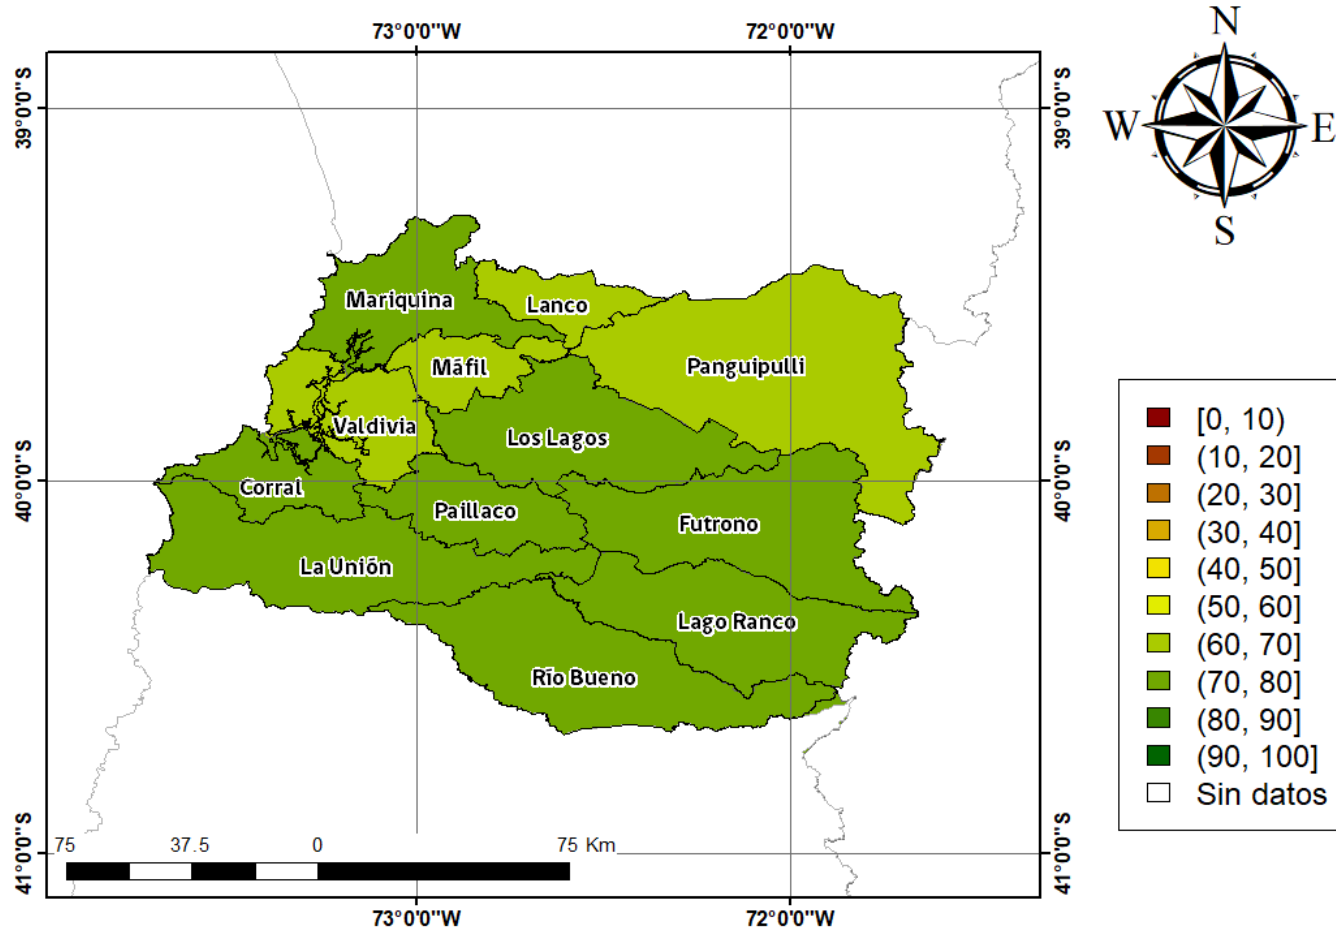 73°0'0"W
72°0'0"W
N
W
E
S
39°0'0"S
39°0'0"S
Mariquina
Lanco
Máfil
Panguipulli
Valdivia
Los Lagos
40°0'0"S
40°0'0"S
Corral
Paillaco
Futrono
La Unión
Lago Ranco
Río Bueno
[0, 10)
(10, 20]
(20, 30]
(30, 40]
(40, 50]
(50, 60]
(60, 70]
(70, 80]
(80, 90]
(90, 100]
Sin datos
75 37.5 0 75 Km
41°0'0"S
41°0'0"S
73°0'0"W
72°0'0"W